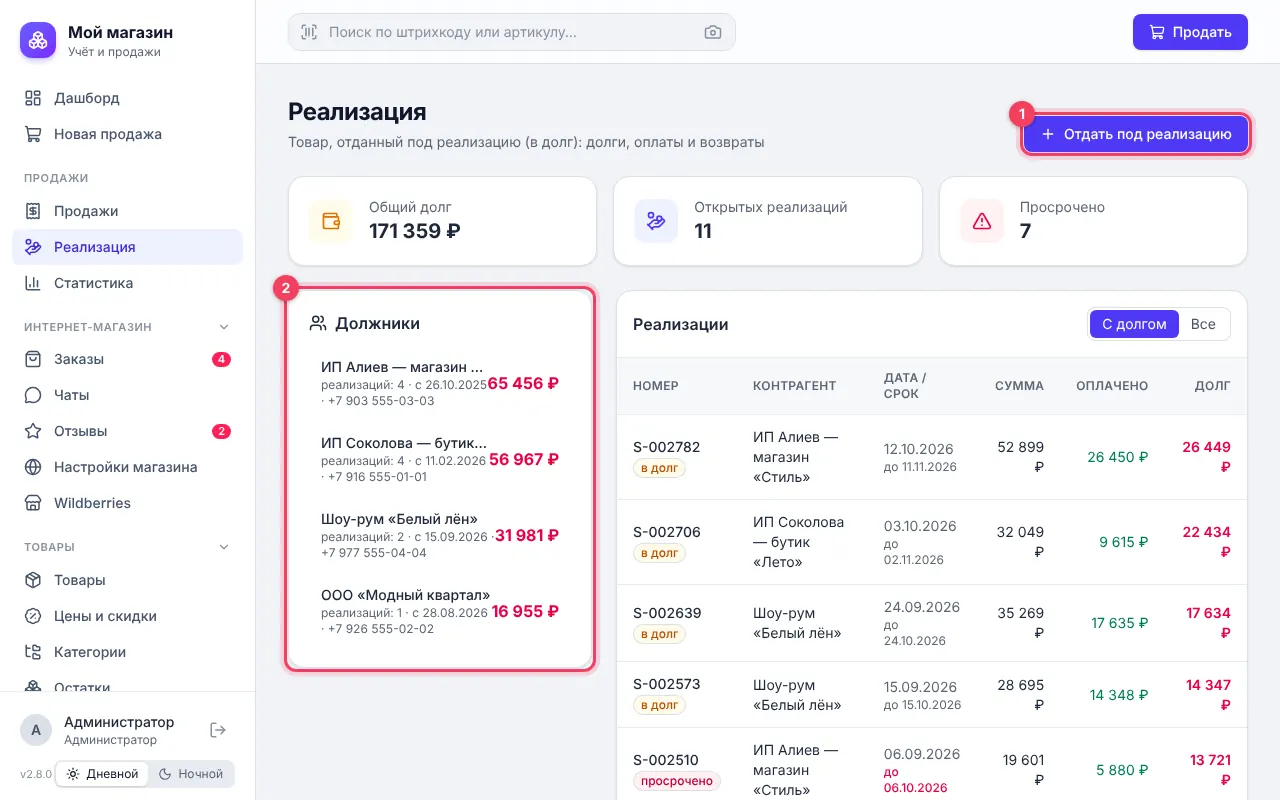 Мой магазин
Учёт и продажи
Поиск по штрихкоду или артикулу...
Продать
Дашборд
Новая продажа
ПРОДАЖИ
Продажи
Реализация
Статистика
ИНТЕРНЕТ-МАГАЗИН
Заказы 4
Чаты
Отзывы 2
Настройки магазина
Wildberries
ТОВАРЫ
Товары
Цены и скидки
Категории
Остатки
А
Администратор
Администратор
v2.8.0
Дневной
Ночной
Реализация
Товар, отданный под реализацию (в долг): долги, оплаты и возвраты
1
+ Отдать под реализацию
Общий долг
171 359 ₽
Открытых реализаций
11
Просрочено
7
2
Должники
ИП Алиев — магазин ...
реализаций: 4 · с 26.10.2025 65 456 ₽
· +7 903 555-03-03
ИП Соколова — бутик...
реализаций: 4 · с 11.02.2026 56 967 ₽
· +7 916 555-01-01
Шоу-рум «Белый лён»
реализаций: 2 · с 15.09.2026 · 31 981 ₽
+7 977 555-04-04
ООО «Модный квартал»
реализаций: 1 · с 28.08.2026 16 955 ₽
· +7 926 555-02-02
Реализации
С долгом Все
НОМЕР КОНТРАГЕНТ ДАТА / СРОК СУММА ОПЛАЧЕНО ДОЛГ
S-002782
в долг
ИП Алиев —
магазин
«Стиль»
12.10.2026
до 11.11.2026
52 899
₽
26 450 ₽
26 449
₽
S-002706
в долг
ИП Соколова
— бутик
«Лето»
03.10.2026
до
02.11.2026
32 049
₽
9 615 ₽
22 434
₽
S-002639
в долг
Шоу-рум
«Белый лён»
24.09.2026
до
24.10.2026
35 269
₽
17 635 ₽
17 634
₽
S-002573
в долг
Шоу-рум
«Белый лён»
15.09.2026
до 15.10.2026
28 695
₽
14 348 ₽
14 347
₽
S-002510
просрочено
ИП Алиев —
магазин
«Стиль»
06.09.2026
до
06.10.2026
19 601
₽
5 880 ₽
13 721
₽